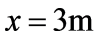 x = 3m